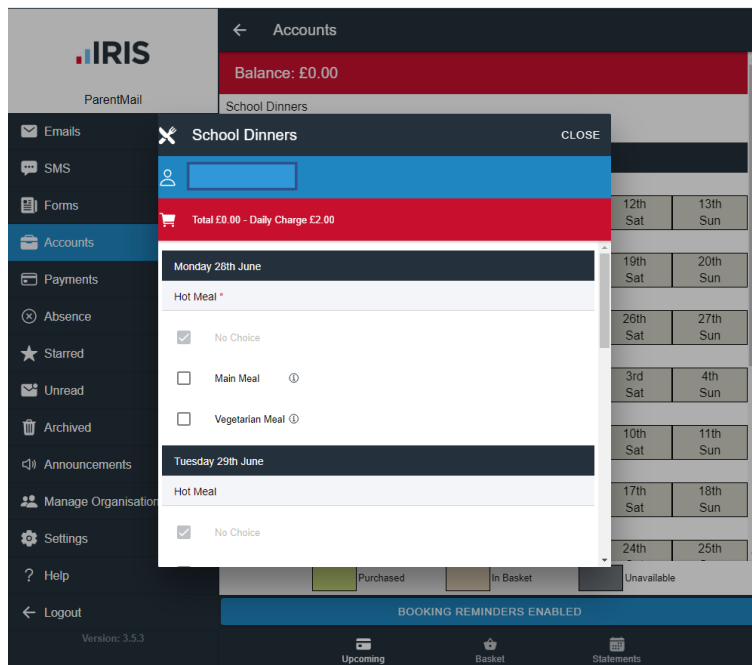 IRIS
ParentMail
Emails
SMS
Forms
Accounts
Payments
Absence
Starred
Unread
Archived
Announcements
Manage Organisation
Settings
Help
Logout
Version: 3.5.3
Accounts
Balance: £0.00
School Dinners
School Dinners CLOSE
Total £0.00 - Daily Charge £2.00
Monday 28th June
Hot Meal *
No Choice
Main Meal
Vegetarian Meal
Tuesday 29th June
Hot Meal
No Choice
12th 13th
Sat Sun
19th 20th
Sat Sun
26th 27th
Sat Sun
3rd 4th
Sat Sun
10th 11th
Sat Sun
17th 18th
Sat Sun
24th 25th
Purchased In Basket Unavailable
BOOKING REMINDERS ENABLED
Upcoming Basket Statements